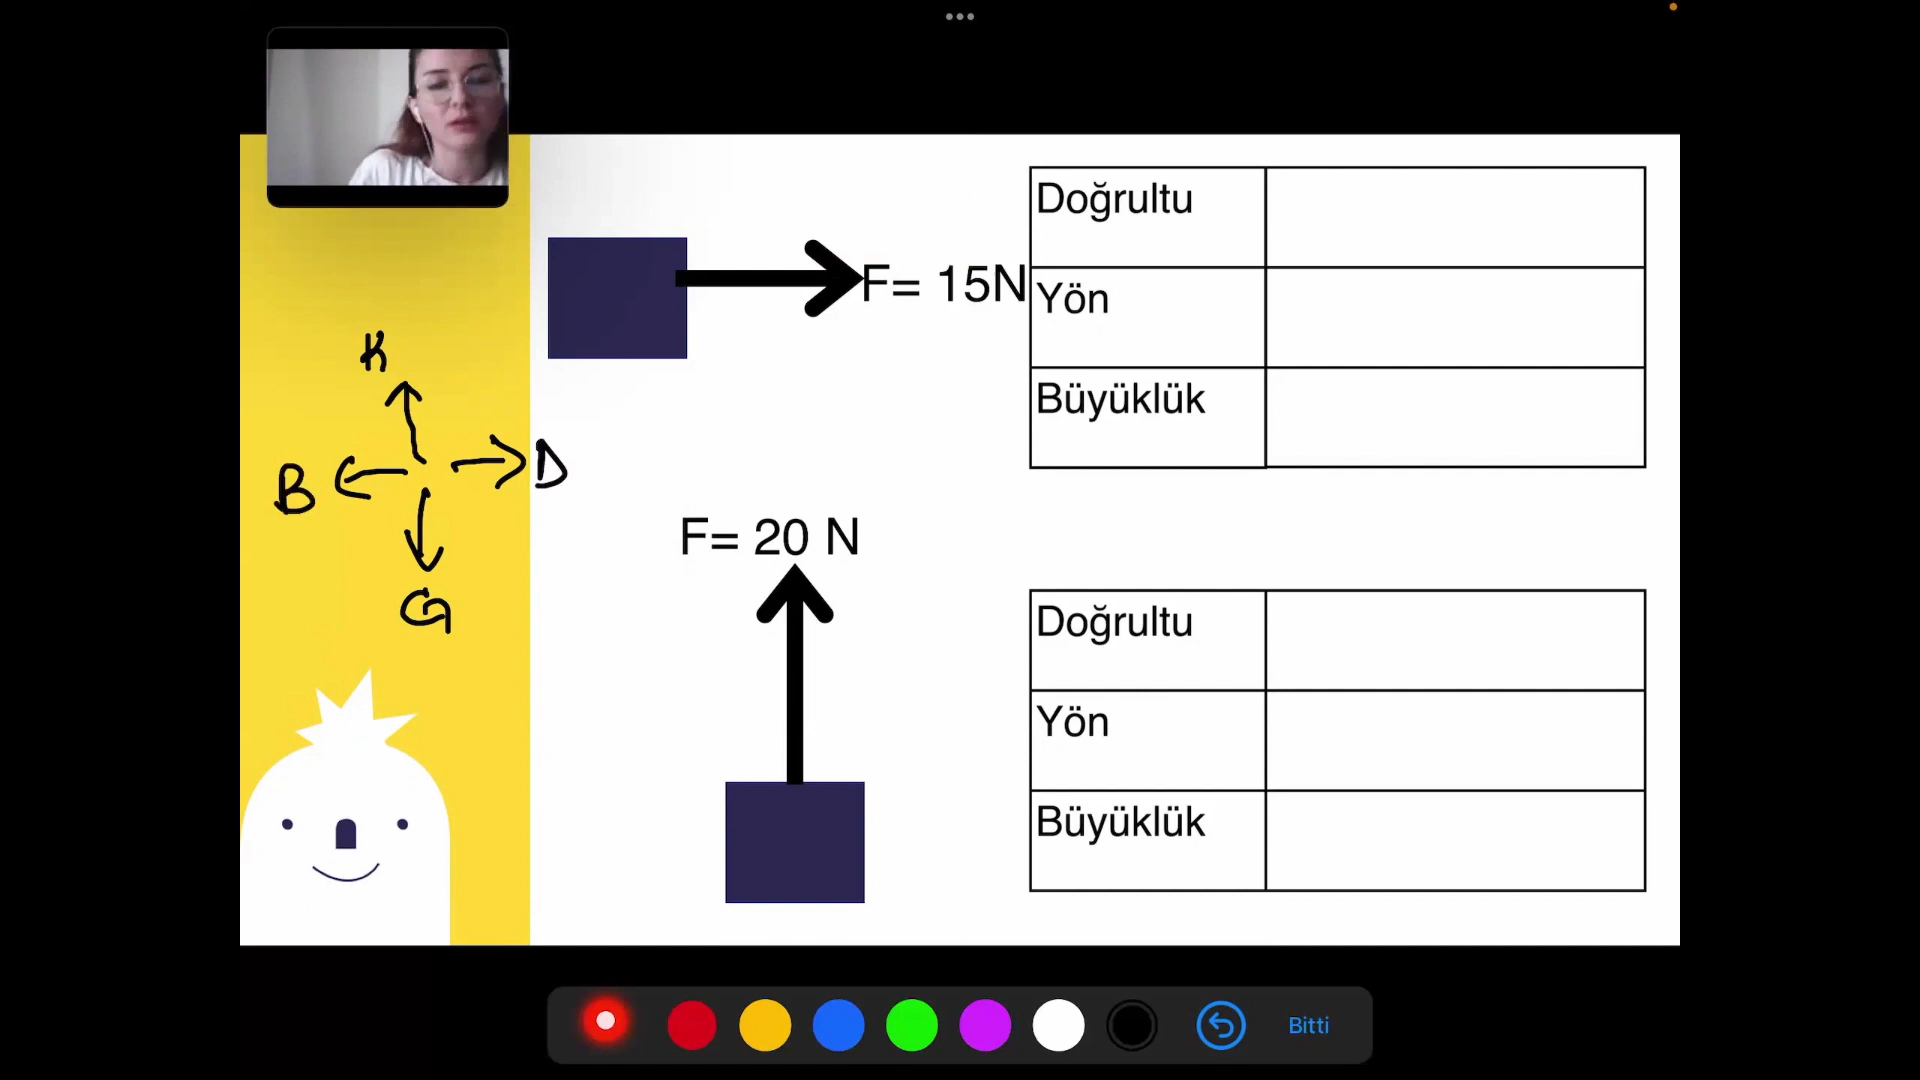 F= 15N
Doğrultu
Yön
Büyüklük
K
B
D
G
F= 20 N
Doğrultu
Yön
Büyüklük
Bitti